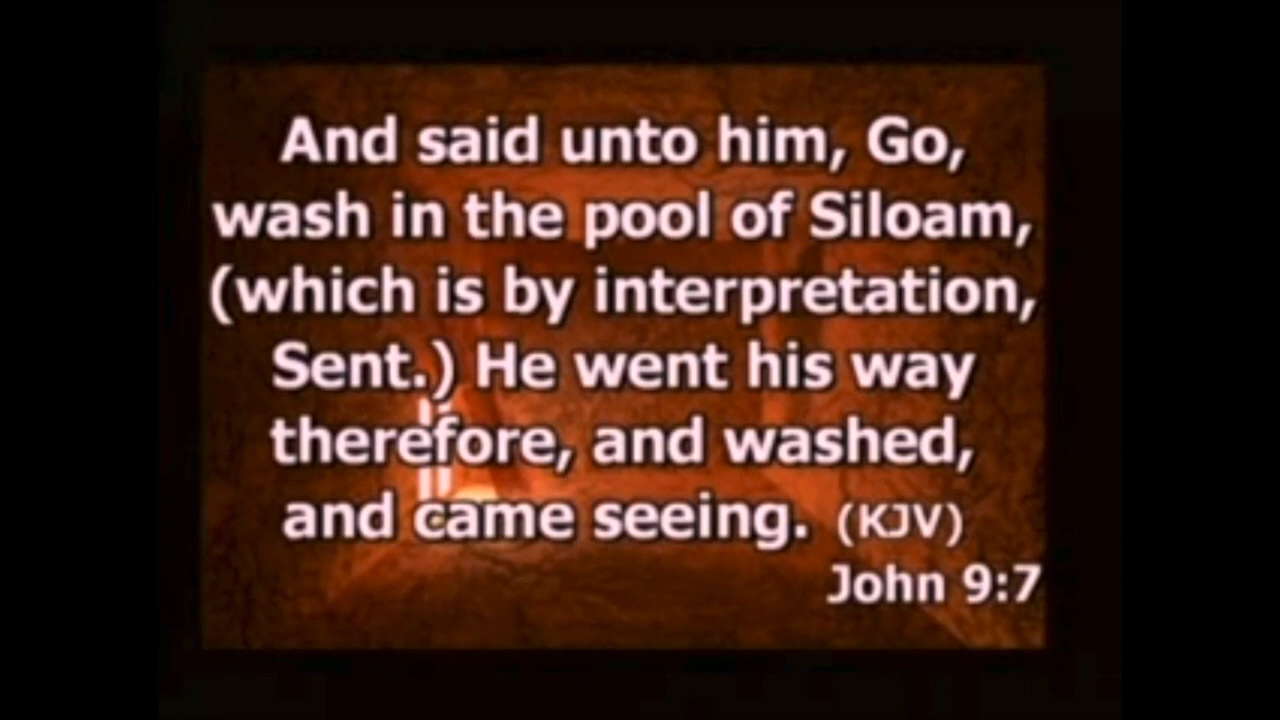 And said unto him, Go,
wash in the pool of Siloam,
(which is by interpretation,
Sent.) He went his way
therefore, and washed,
and came seeing. (KJV)
John 9:7